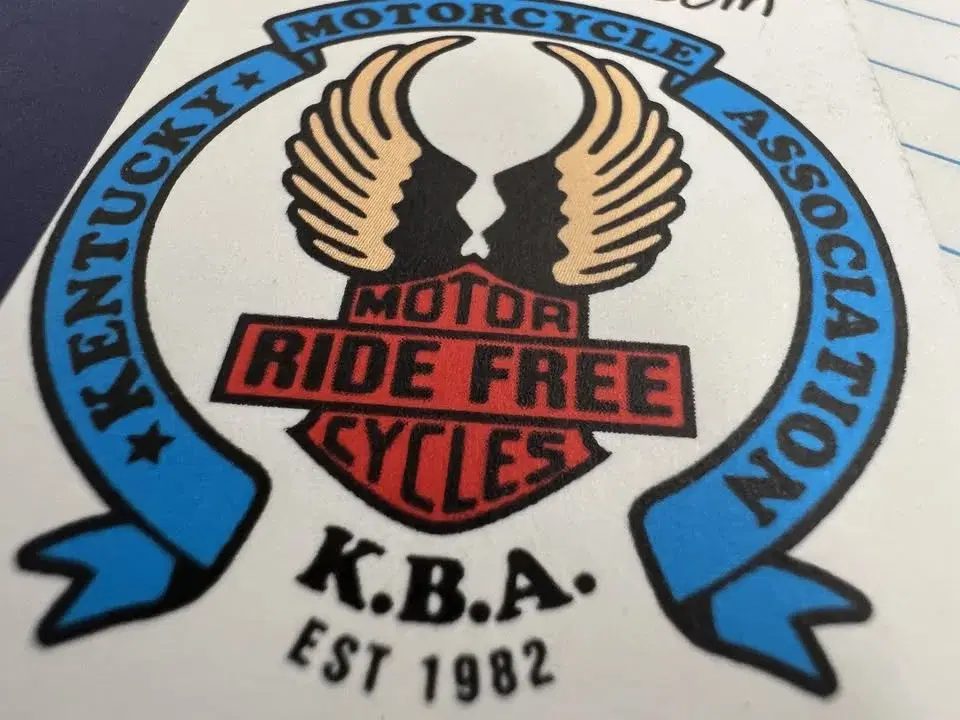 KENTUCKY MOTORCYCLE ASSOCIATION
MOTOR
RIDE FREE
CYCLES
K.B.A.
EST 1982